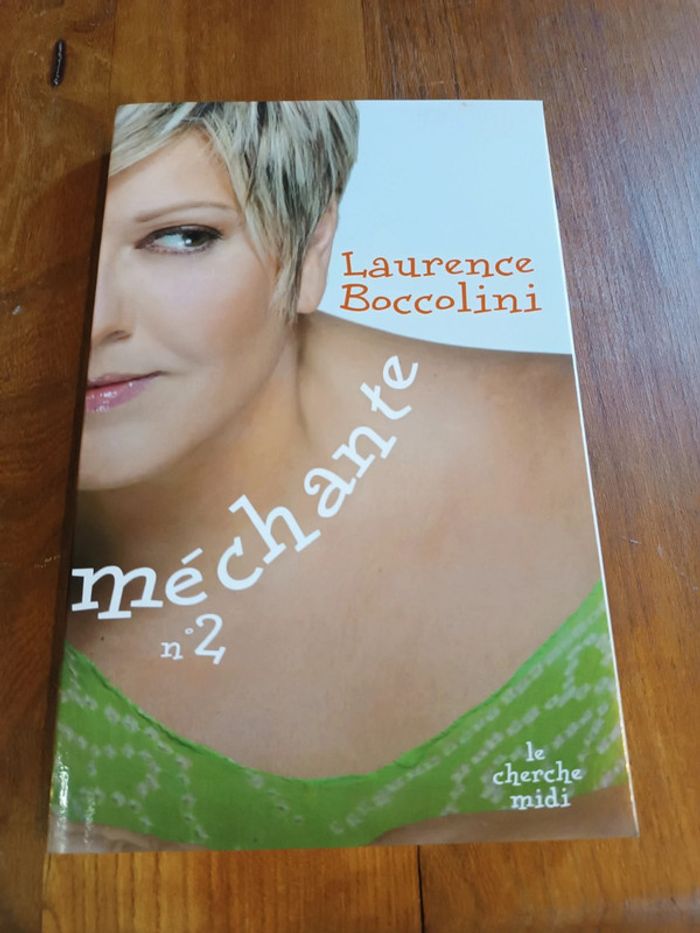 Laurence
Boccolini
méchante
n°2
le
cherche
midi